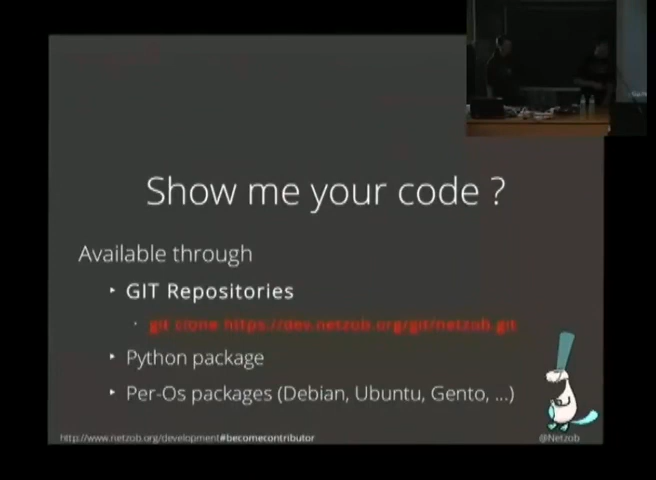 Show me your code ?
Available through
‣ GIT Repositories
· git clone https://dev.netzob.org/git/netzob.git
‣ Python package
‣ Per-Os packages (Debian, Ubuntu, Gento, ...)
http://www.netzob.org/development#becomecontributor
@Netzob